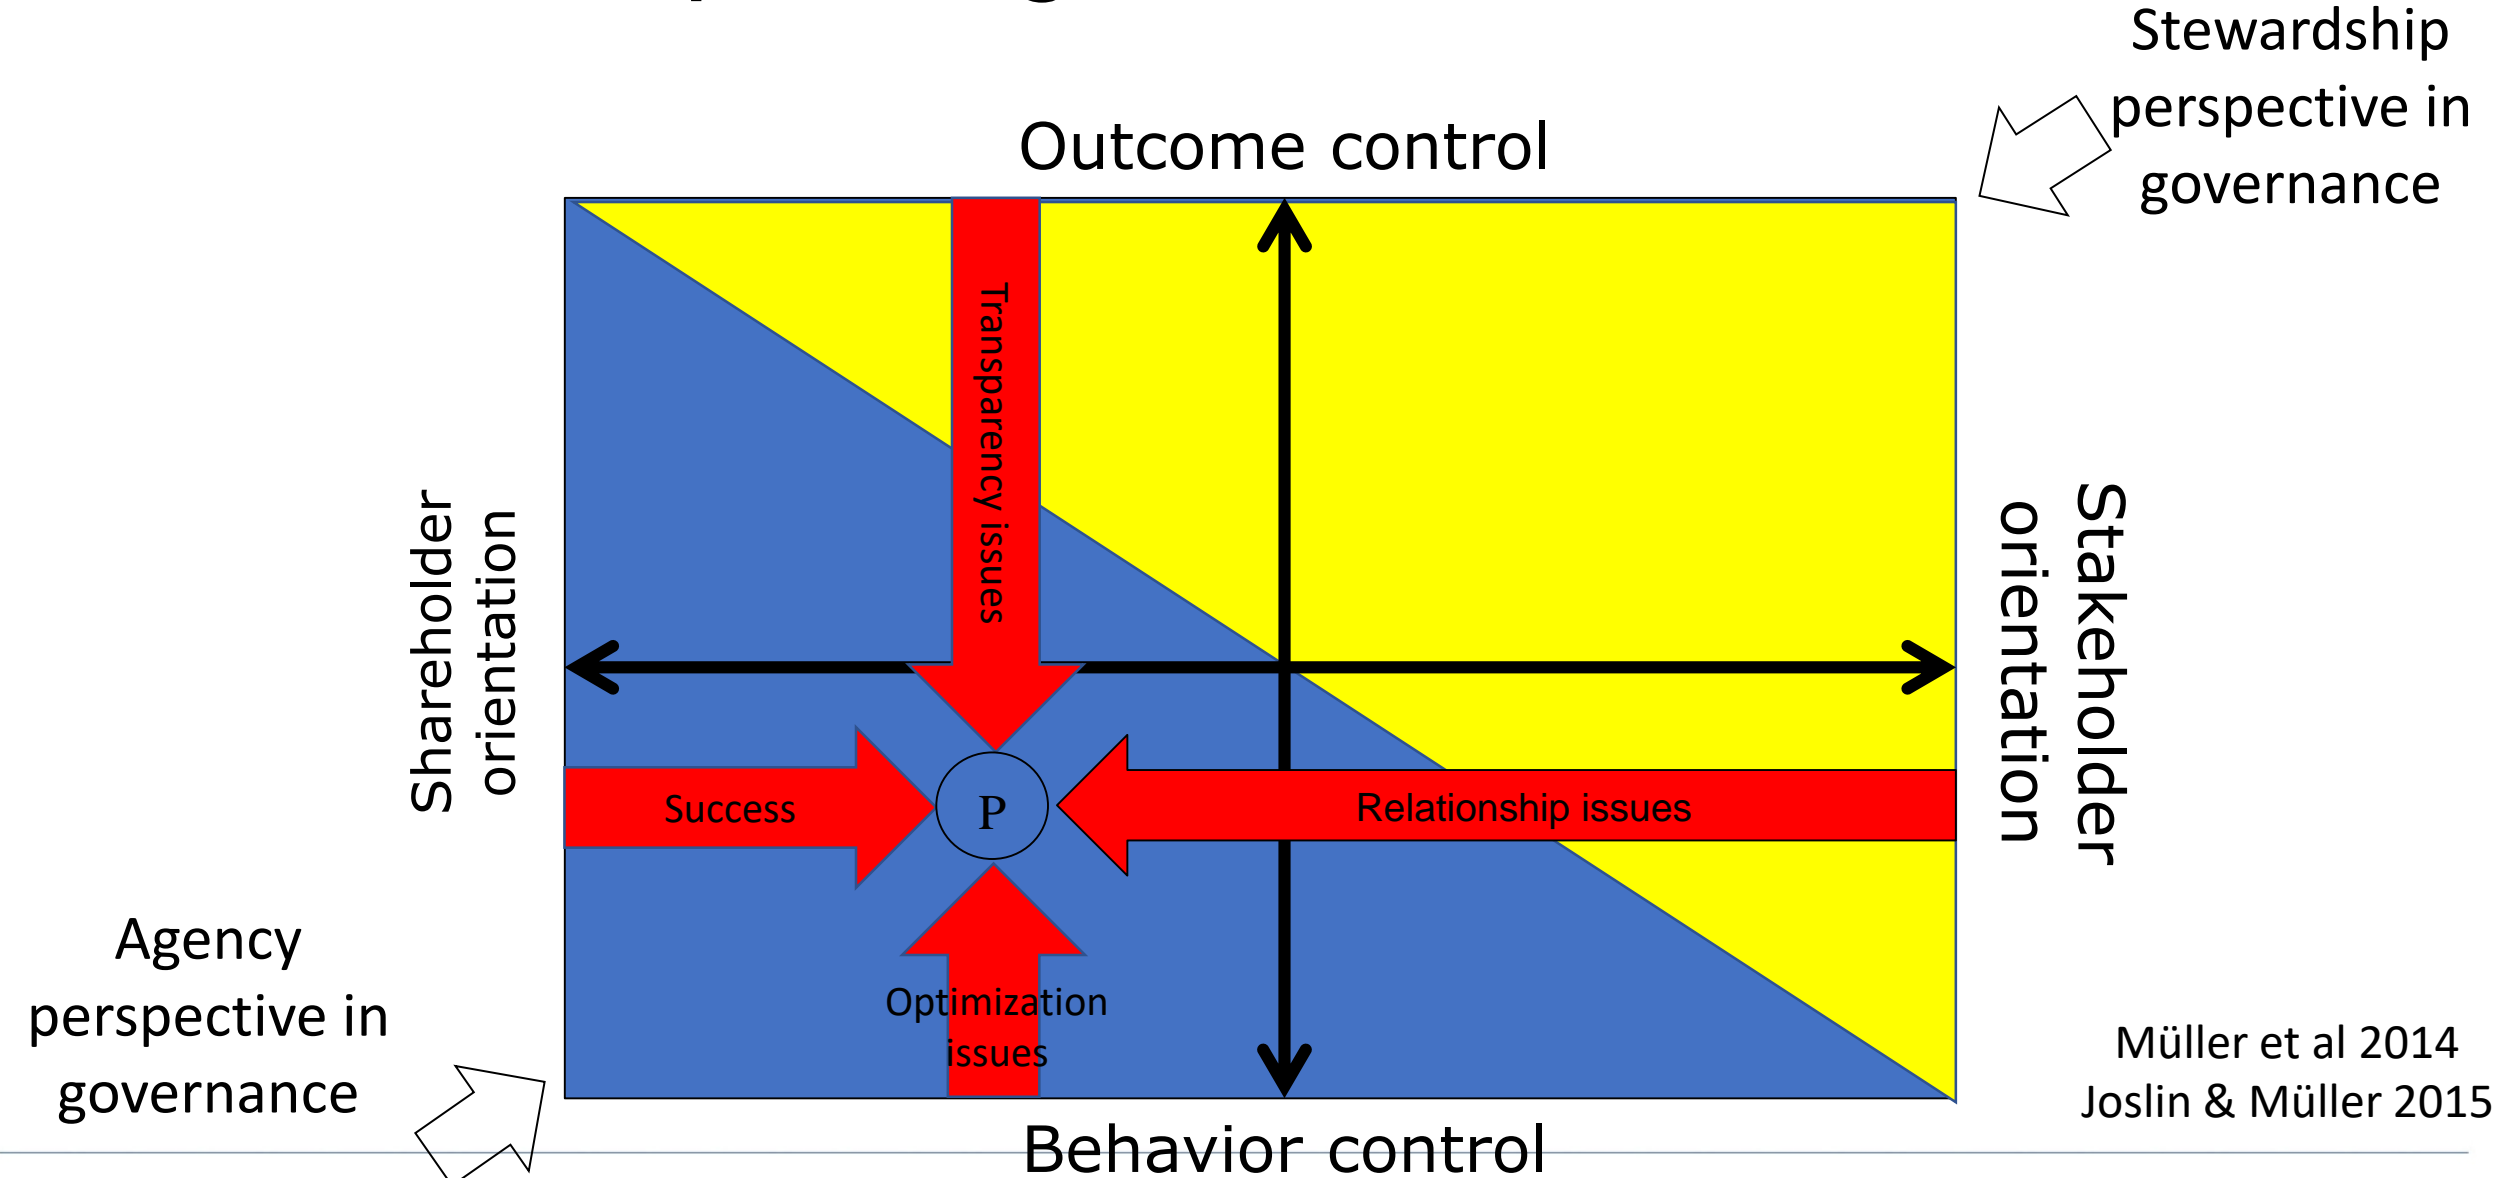 Stewardship
perspective in
governance
Outcome control
Transparency issues
Shareholder
orientation
Stakeholder
orientation
Success
P
Relationship issues
Agency
perspective in
governance
Optimization
issues
Müller et al 2014
Joslin & Müller 2015
Behavior control